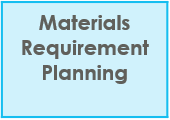 Materials
Requirement
Planning